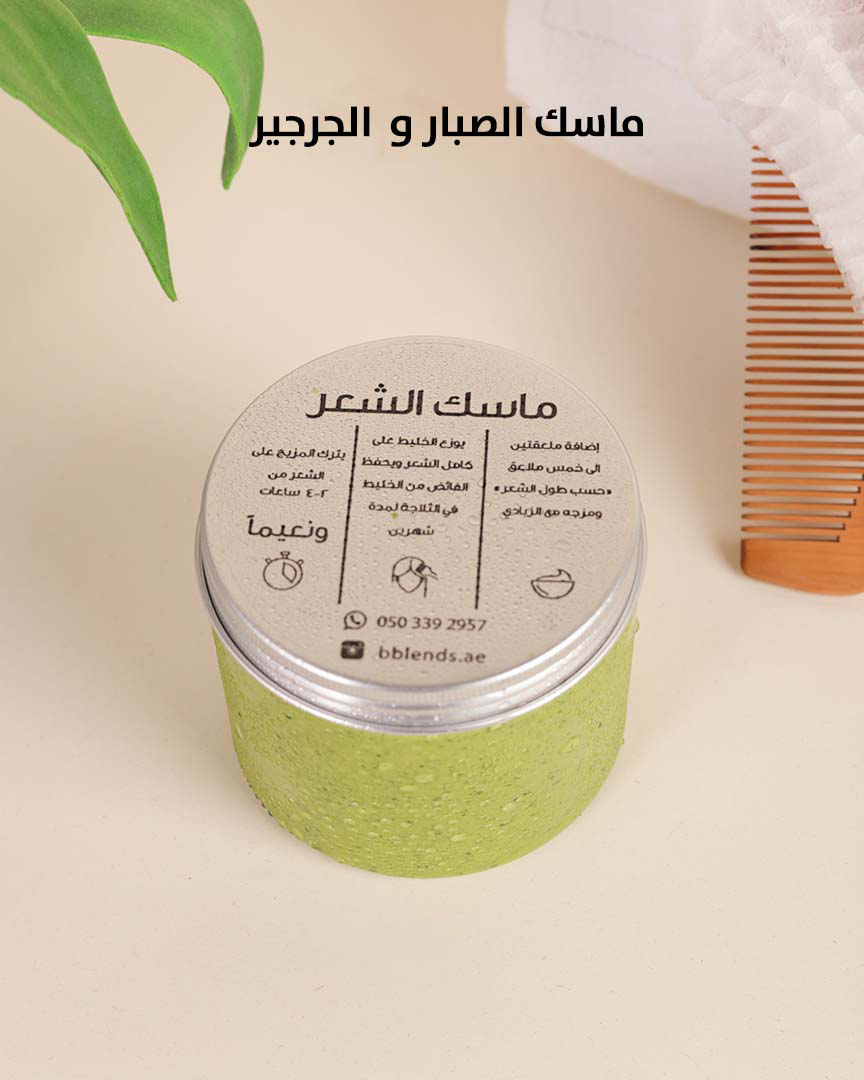 ماسك الصبار و الجرجير
ماسك الشعر
إضافة ملعقتين
الى خمس ملاعق
«حسب طول الشعر»
ومزجه مع الزبادي
يوزع الخليط على
كامل الشعر ويحفظ
الفائض من الخليط
في الثلاجة لمدة
شهرين
يترك المزيج على
الشعر من
٢-٤ ساعات
ونعيماً
050 339 2957
bblends.ae